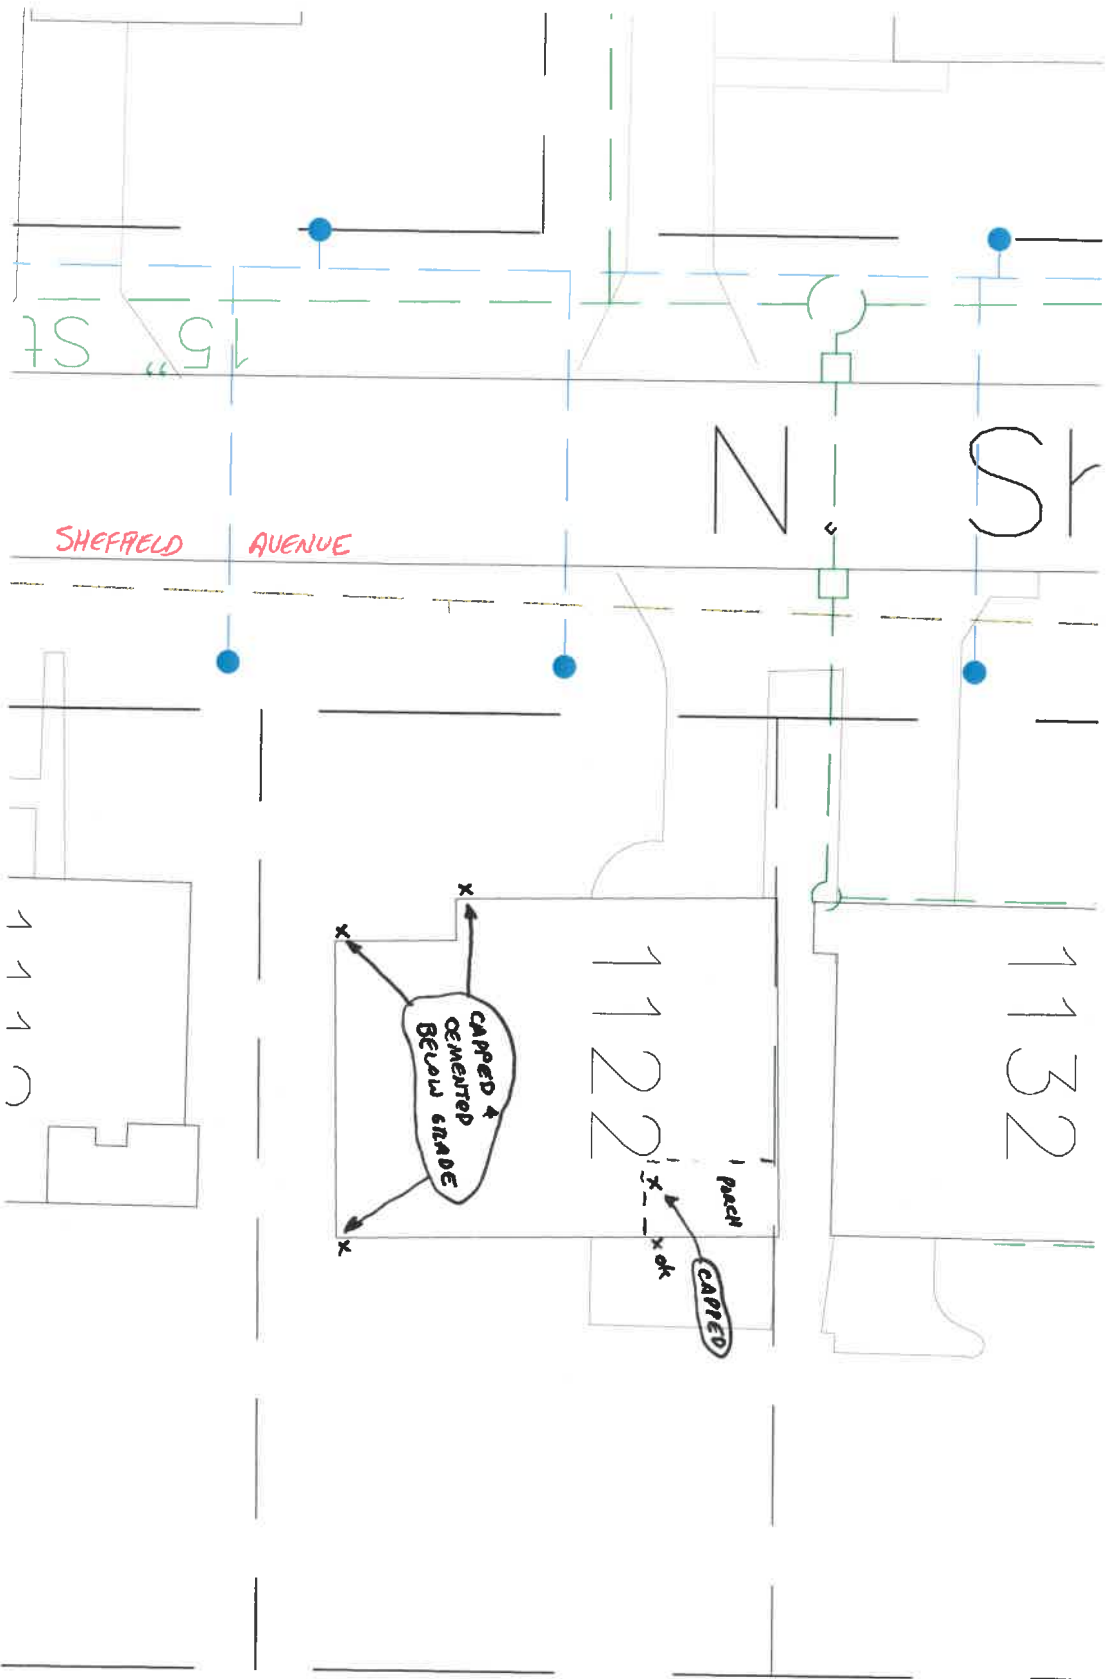 15" St
N Sh
SHEFFIELD AVENUE
1122
1132
CAPPED &
CEMENTED
BELOW GRADE
PORCH
ok
CAPPED